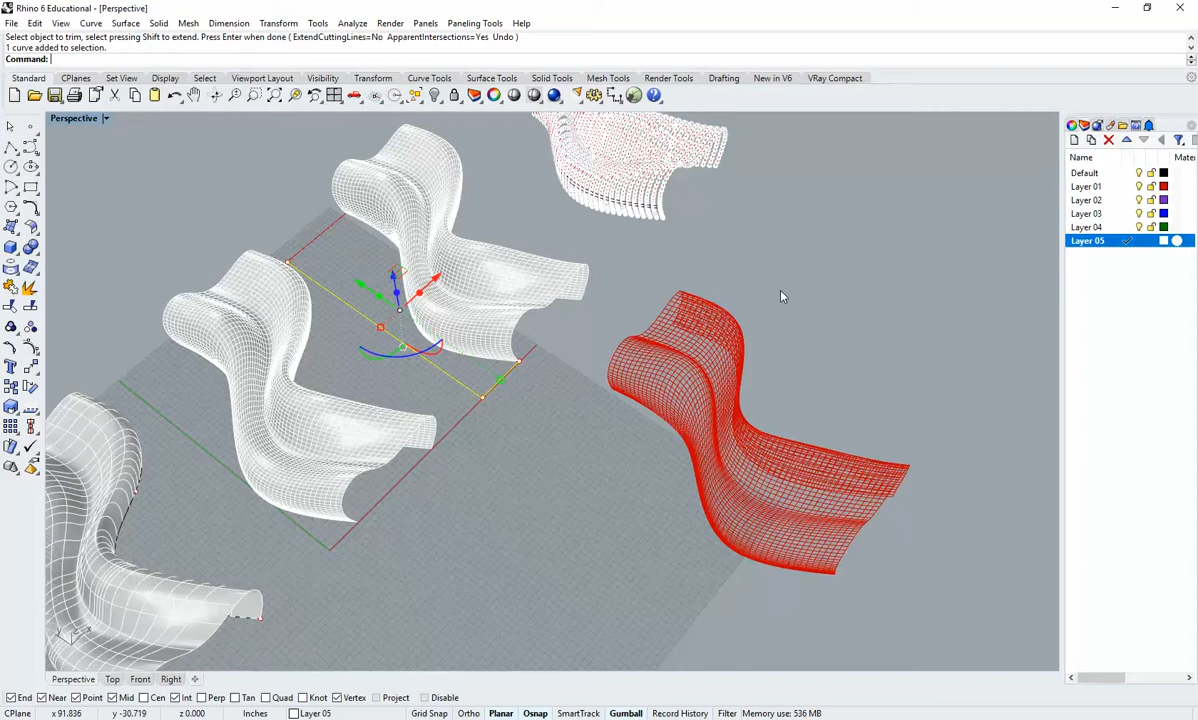 Rhino 6 Educational - [Perspective]
File Edit View Curve Surface Solid Mesh Dimension Transform Tools Analyze Render Panels Paneling Tools Help
Select object to trim, select pressing Shift to extend. Press Enter when done ( ExtendCuttingLines=No ApparentIntersections=Yes Undo )
1 curve added to selection.
Command:
Standard CPlanes Set View Display Select Viewport Layout Visibility Transform Curve Tools Surface Tools Solid Tools Mesh Tools Render Tools Drafting New in V6 VRay Compact
Perspective
Name Mater
Default
Layer 01
Layer 02
Layer 03
Layer 04
Layer 05
Perspective Top Front Right
End Near Point Mid Cen Int Perp Tan Quad Knot Vertex Project Disable
CPlane x 91.836 y -30.719 z 0.000 Inches Layer 05 Grid Snap Ortho Planar Osnap SmartTrack Gumball Record History Filter Memory use: 536 MB